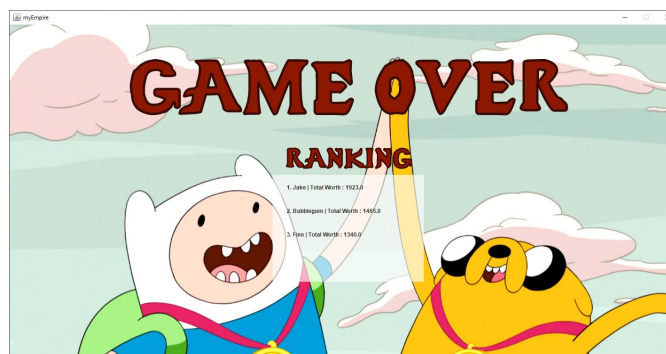 myEmpire
GAME OVER
RANKING
1. Jake | Total Worth : 1923.0
2. Bubblegum | Total Worth : 1465.0
3. Finn | Total Worth : 1340.0